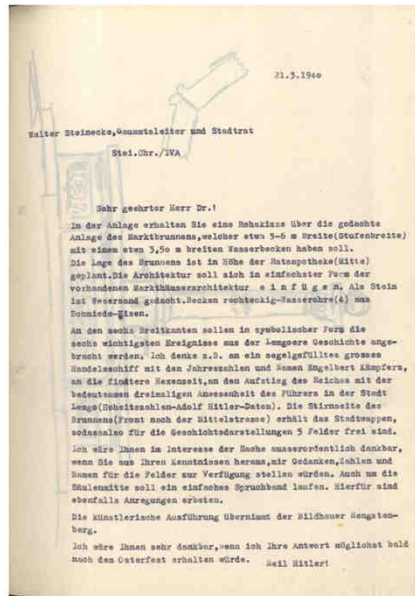 21.3.1940
Walter Steinecke, Gauamtsleiter und Stadtrat
Stei.Chr./IVA
Sehr geehrter Herr Dr.!
In der Anlage erhalten Sie eine Rohskizze über die gedachte
Anlage des Marktbrunnens, welcher etwa 5-6 m Breite(Stufenbreite)
mit einem etwa 3,50 m breiten Wasserbecken haben soll.
Die Lage des Brunnens ist in Höhe der Ratsapotheke(Mitte)
geplant. Die Architektur soll sich in einfachster Form der
vorhandenen Markthäuserarchitektur e i n f ü g e n. Als Stein
ist Wesersand gedacht. Becken rechteckig-Wasserohre(4) aus
Schmiede-Eisen.
An den sechs Breitkanten sollen in symbolischer Form die
sechs wichtigsten Ereignisse aus der Lemgoere Geschichte ange-
bracht werden. Ich denke z.B. an ein segelgefülltes grosses
Handelsschiff mit den Jahreszahlen und Namen Engelbert Kämpfers,
an die finstere Hexenzeit, an den Aufstieg des Reiches mit der
bedeutsamen dreimaligen Anwesenheit des Führers in der Stadt
Lemgo(Hoheitszahlen-Adolf Hitler-Daten). Die Stirnseite des
Brunnens(Front nach der Mittelstrasse) erhält das Stadtwappen,
sodassalso für die Geschichtsdarstellungen 5 Felder frei sind.
Ich wäre Ihnen im Interesse der Sache ausserordentlich dankbar,
wenn Sie aus Ihren Kenntnissen heraus, mir Gedanken, Zahlen und
Namen für die Felder zur Verfügung stellen würden. Auch um die
Säulenmitte soll ein einfaches Spruchband laufen. Hierfür sind
ebenfalls Anregungen erbeten.
Die künstlerische Ausführung übernimmt der Bildhauer Hengsten-
berg.
Ich wäre Ihnen sehr dankbar, wenn ich Ihre Antwort möglichst bald
nach dem Osterfest erhalten würde. Heil Hitler!